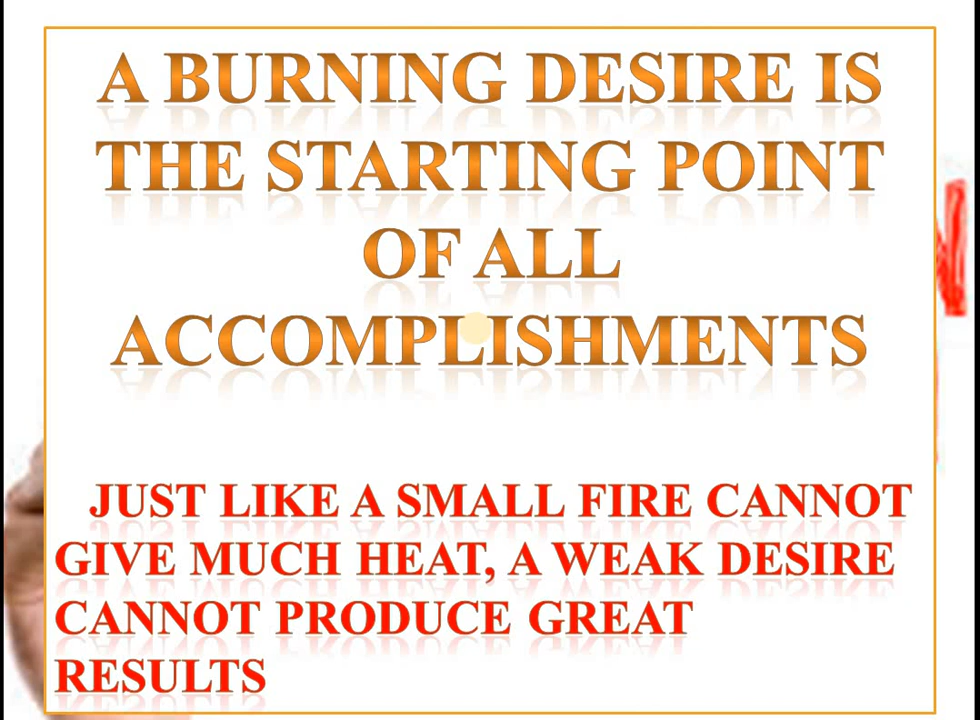 A BURNING DESIRE IS
THE STARTING POINT
OF ALL
ACCOMPLISHMENTS
JUST LIKE A SMALL FIRE CANNOT
GIVE MUCH HEAT, A WEAK DESIRE
CANNOT PRODUCE GREAT
RESULTS